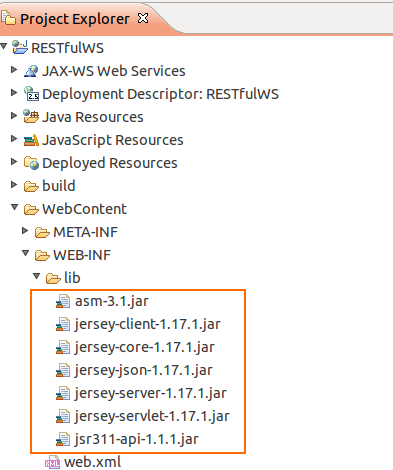 Project Explorer
RESTfulWS
JAX-WS Web Services
Deployment Descriptor: RESTfulWS
Java Resources
JavaScript Resources
Deployed Resources
build
WebContent
META-INF
WEB-INF
lib
asm-3.1.jar
jersey-client-1.17.1.jar
jersey-core-1.17.1.jar
jersey-json-1.17.1.jar
jersey-server-1.17.1.jar
jersey-servlet-1.17.1.jar
jsr311-api-1.1.1.jar
web.xml